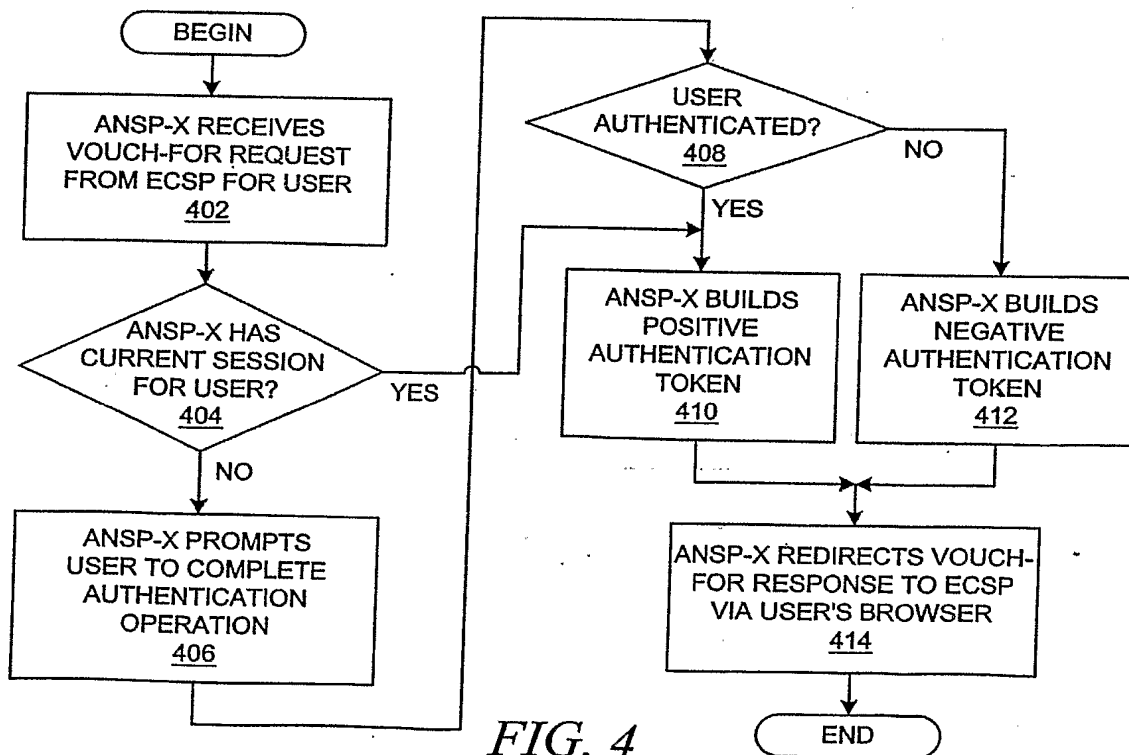 BEGIN
ANSP-X RECEIVES
VOUCH-FOR REQUEST
FROM ECSP FOR USER
402
ANSP-X HAS
CURRENT SESSION
FOR USER?
404
YES
NO
ANSP-X PROMPTS
USER TO COMPLETE
AUTHENTICATION
OPERATION
406
USER
AUTHENTICATED?
408
NO
YES
ANSP-X BUILDS
POSITIVE
AUTHENTICATION
TOKEN
410
ANSP-X BUILDS
NEGATIVE
AUTHENTICATION
TOKEN
412
ANSP-X REDIRECTS VOUCH-
FOR RESPONSE TO ECSP
VIA USER'S BROWSER
414
END
FIG. 4